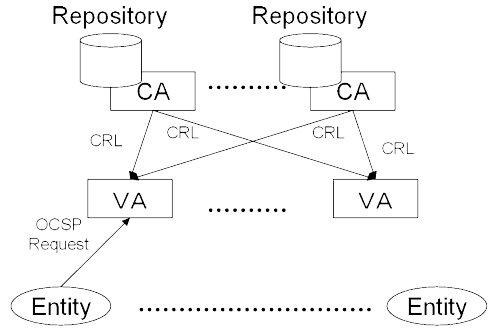 Repository
Repository
CA
CA
CRL
CRL
CRL
CRL
VA
VA
OCSP
Request
Entity
Entity